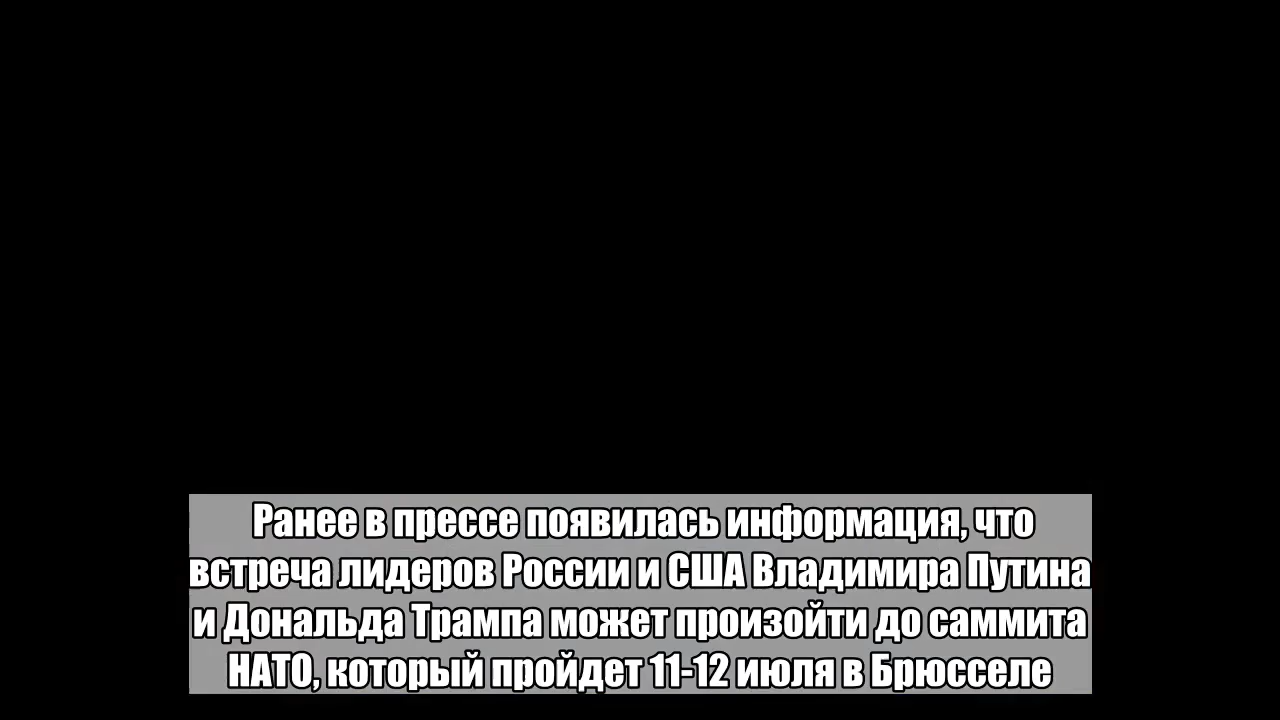 Ранее в прессе появилась информация, что
встреча лидеров России и США Владимира Путина
и Дональда Трампа может произойти до саммита
НАТО, который пройдет 11-12 июля в Брюсселе